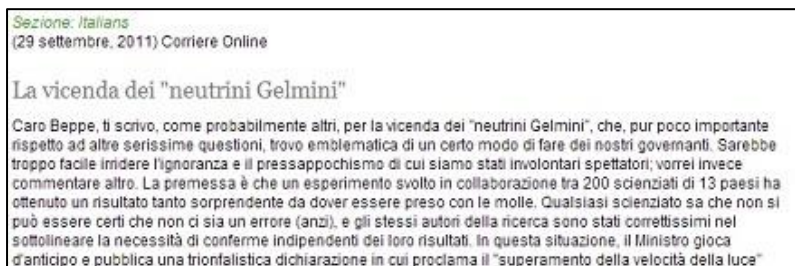 Sezione: Italians
(29 settembre, 2011) Corriere Online
La vicenda dei "neutrini Gelmini"
Caro Beppe, ti scrivo, come probabilmente altri, per la vicenda dei "neutrini Gelmini", che, pur poco importante
rispetto ad altre serissime questioni, trovo emblematica di un certo modo di fare dei nostri governanti. Sarebbe
troppo facile irridere l'ignoranza e il pressappochismo di cui siamo stati involontari spettatori; vorrei invece
commentare altro. La premessa è che un esperimento svolto in collaborazione tra 200 scienziati di 13 paesi ha
ottenuto un risultato tanto sorprendente da dover essere preso con le molle. Qualsiasi scienziato sa che non si
può essere certi che non ci sia un errore (anzi), e gli stessi autori della ricerca sono stati correttissimi nel
sottolineare la necessità di conferme indipendenti dei loro risultati. In questa situazione, il Ministro gioca
d'anticipo e pubblica una trionfalistica dichiarazione in cui proclama il "superamento della velocità della luce"